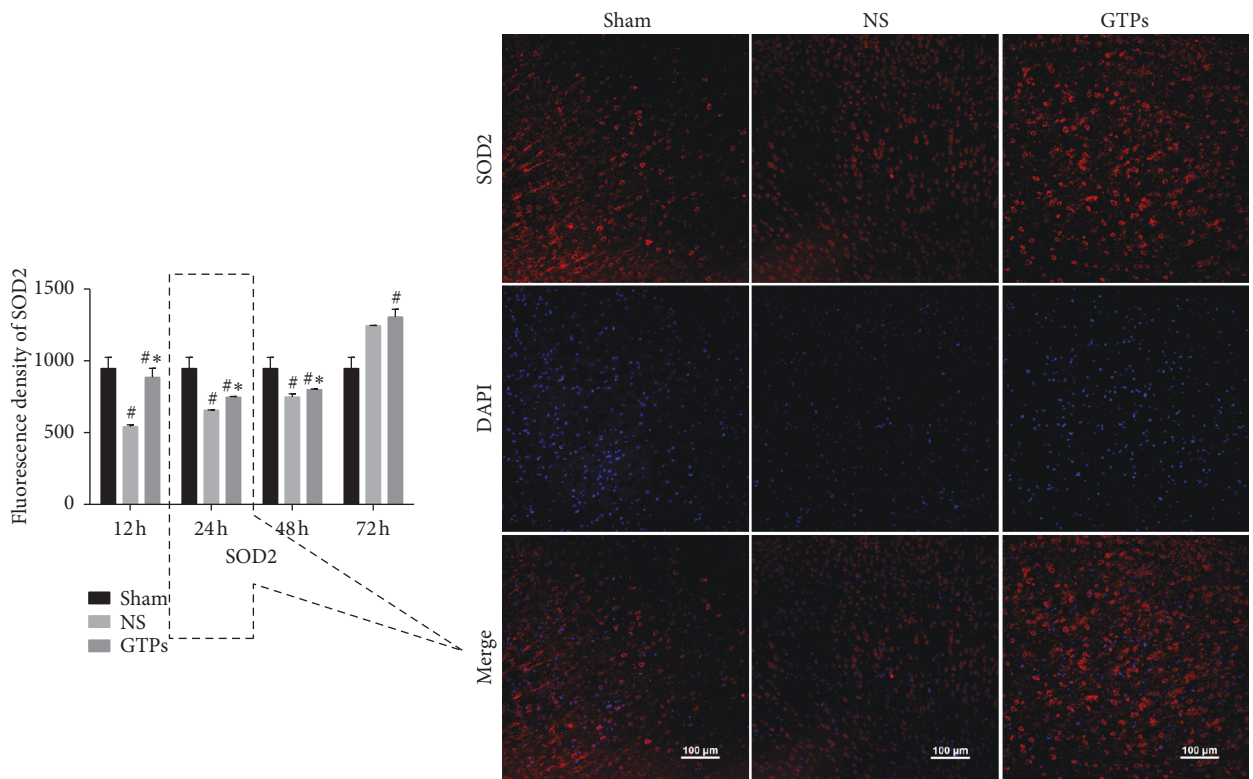 Sham NS GTPs
SOD2
DAPI
Merge
100 µm 100 µm 100 µm
Fluorescence density of SOD2
1500
1000
500
0
# #* # #* # #* #
12 h 24 h 48 h 72 h
SOD2
Sham
NS
GTPs